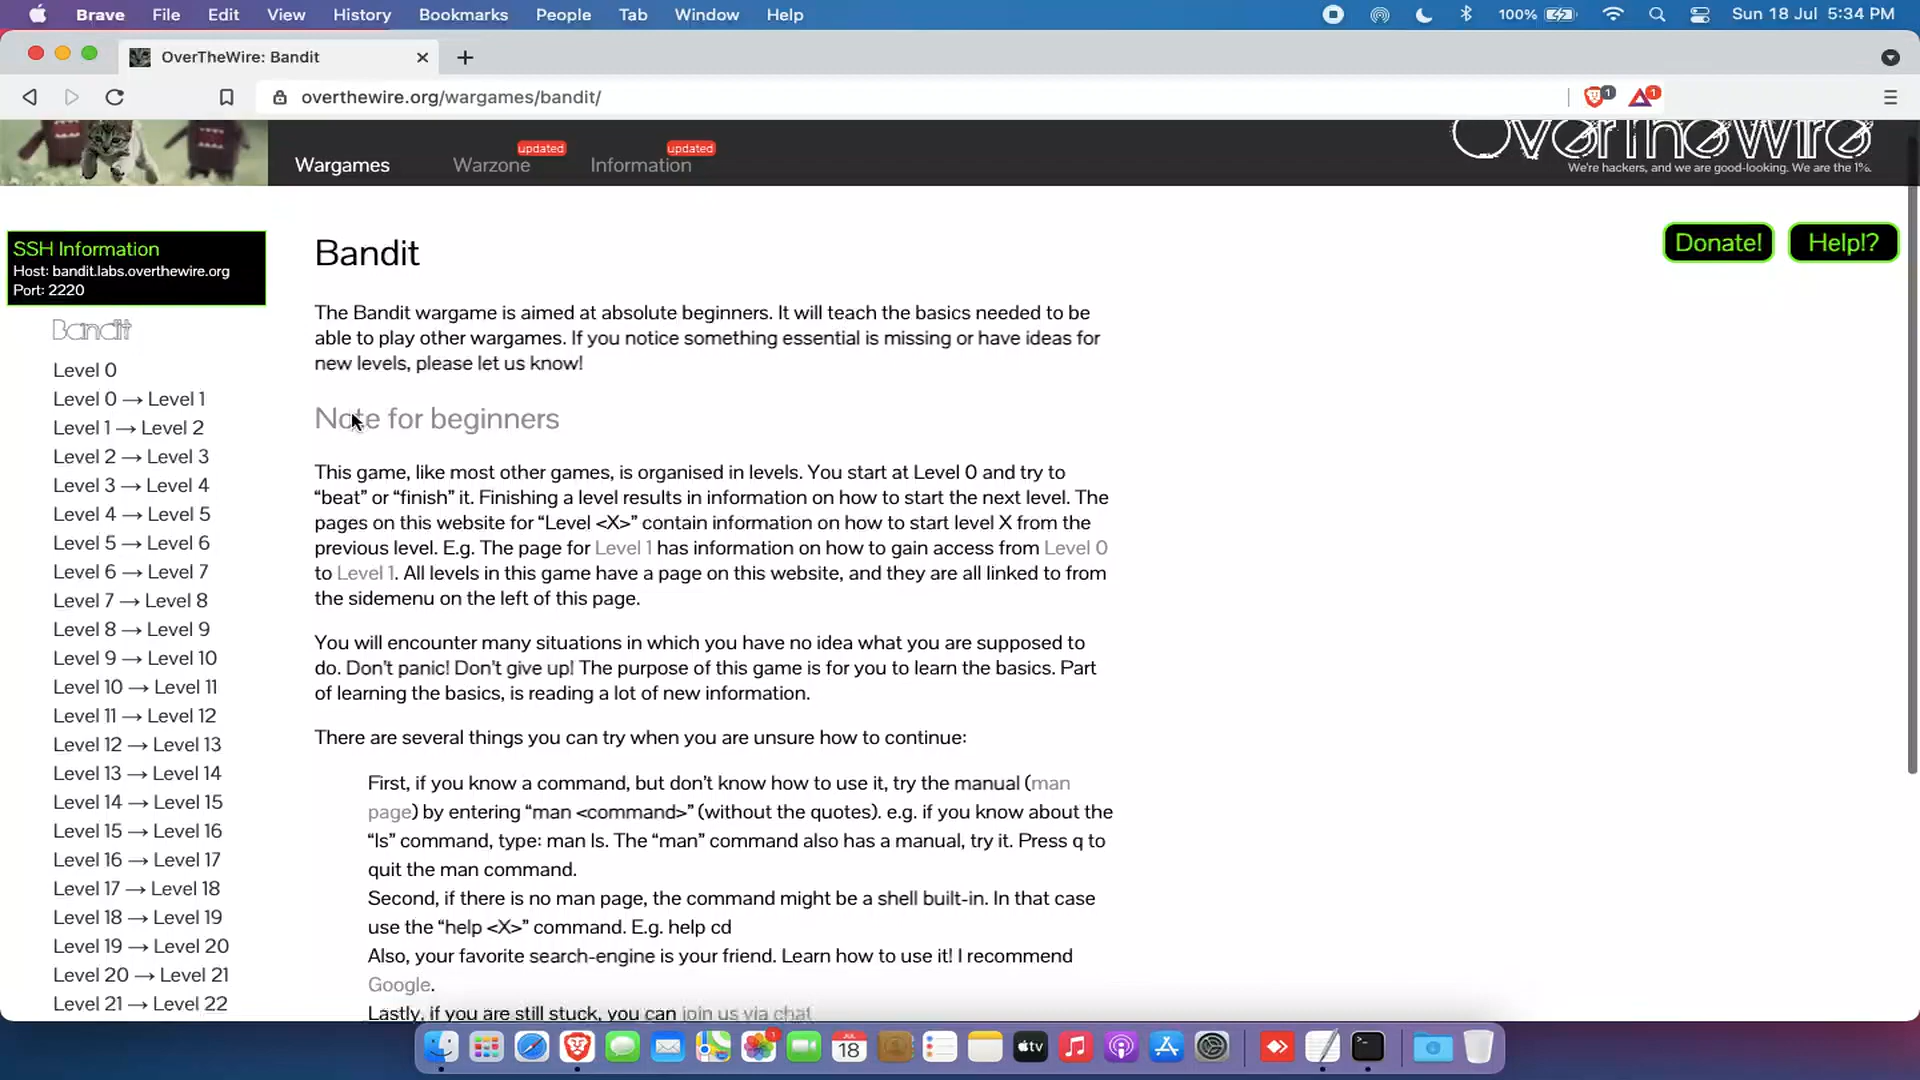 Brave File Edit View History Bookmarks People Tab Window Help 100% Sun 18 Jul 5:34 PM
OverTheWire: Bandit
overthewire.org/wargames/bandit/ 1 1
Wargames Warzone updated Information updated OverTheWire
We're hackers, and we are good-looking. We are the 1%.
Donate! Help!?
SSH Information
Host: bandit.labs.overthewire.org
Port: 2220
Bandit
Level 0
Level 0 → Level 1
Level 1 → Level 2
Level 2 → Level 3
Level 3 → Level 4
Level 4 → Level 5
Level 5 → Level 6
Level 6 → Level 7
Level 7 → Level 8
Level 8 → Level 9
Level 9 → Level 10
Level 10 → Level 11
Level 11 → Level 12
Level 12 → Level 13
Level 13 → Level 14
Level 14 → Level 15
Level 15 → Level 16
Level 16 → Level 17
Level 17 → Level 18
Level 18 → Level 19
Level 19 → Level 20
Level 20 → Level 21
Level 21 → Level 22
Bandit
The Bandit wargame is aimed at absolute beginners. It will teach the basics needed to be
able to play other wargames. If you notice something essential is missing or have ideas for
new levels, please let us know!
Note for beginners
This game, like most other games, is organised in levels. You start at Level 0 and try to
“beat” or “finish” it. Finishing a level results in information on how to start the next level. The
pages on this website for “Level <X>” contain information on how to start level X from the
previous level. E.g. The page for Level 1 has information on how to gain access from Level 0
to Level 1. All levels in this game have a page on this website, and they are all linked to from
the sidemenu on the left of this page.
You will encounter many situations in which you have no idea what you are supposed to
do. Don’t panic! Don’t give up! The purpose of this game is for you to learn the basics. Part
of learning the basics, is reading a lot of new information.
There are several things you can try when you are unsure how to continue:
First, if you know a command, but don’t know how to use it, try the manual (man
page) by entering “man <command>” (without the quotes). e.g. if you know about the
“ls” command, type: man ls. The “man” command also has a manual, try it. Press q to
quit the man command.
Second, if there is no man page, the command might be a shell built-in. In that case
use the “help <X>” command. E.g. help cd
Also, your favorite search-engine is your friend. Learn how to use it! I recommend
Google.
Lastly, if you are still stuck, you can join us via chat
1 JUL 18 tv